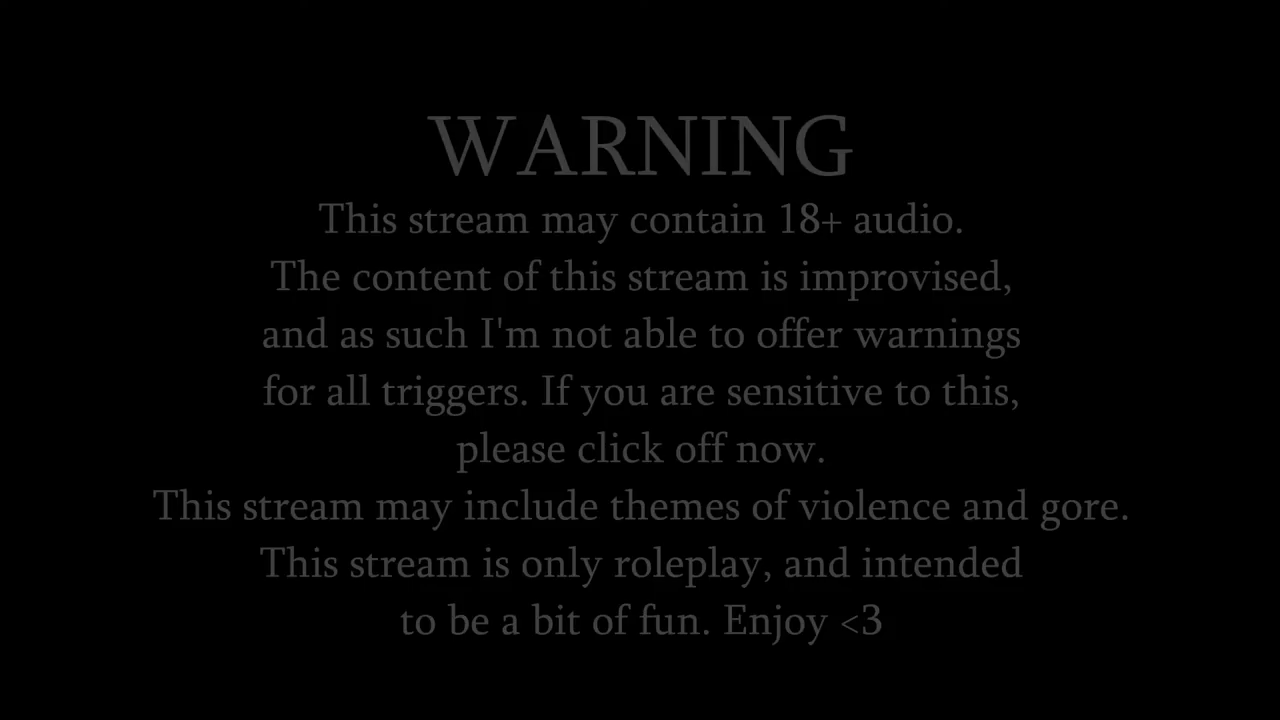 WARNING
This stream may contain 18+ audio.
The content of this stream is improvised,
and as such I'm not able to offer warnings
for all triggers. If you are sensitive to this,
please click off now.
This stream may include themes of violence and gore.
This stream is only roleplay, and intended
to be a bit of fun. Enjoy <3